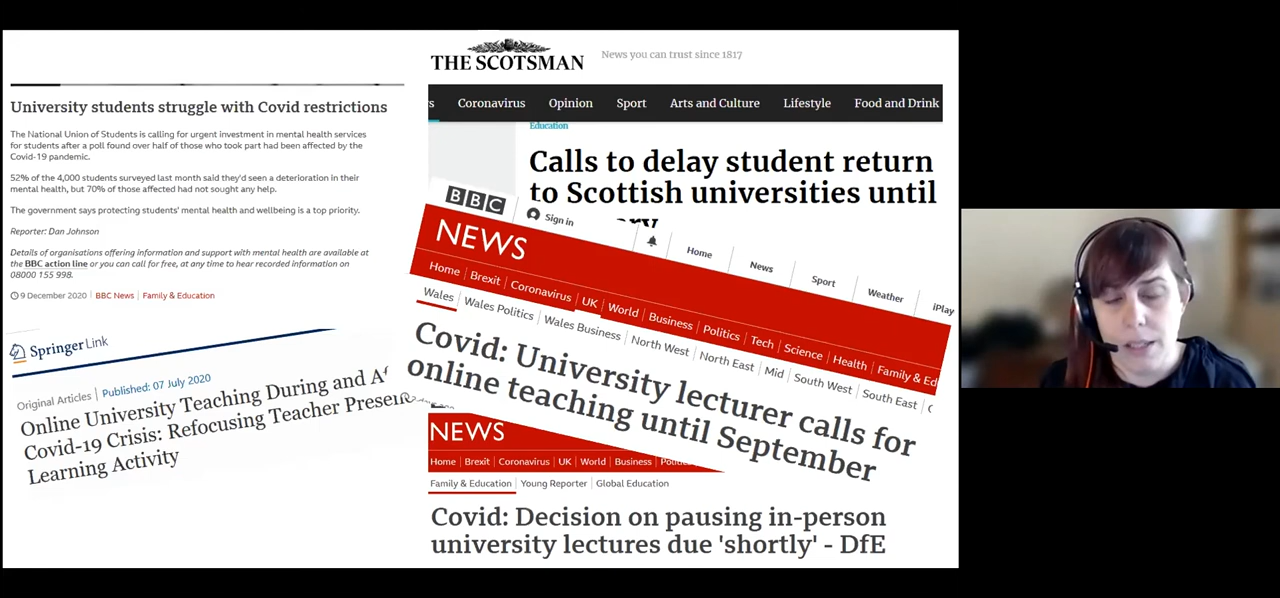 University students struggle with Covid restrictions
The National Union of Students is calling for urgent investment in mental health services
for students after a poll found over half of those who took part had been affected by the
Covid-19 pandemic.
52% of the 4,000 students surveyed last month said they'd seen a deterioration in their
mental health, but 70% of those affected had not sought any help.
The government says protecting students' mental health and wellbeing is a top priority.
Reporter: Dan Johnson
Details of organisations offering information and support with mental health are available at
the BBC action line or you can call for free, at any time to hear recorded information on
08000 155 998.
9 December 2020 | BBC News | Family & Education
Springer Link
Original Articles | Published: 07 July 2020
Online University Teaching During and
Covid-19 Crisis: Refocusing Teacher
Learning Activity
THE SCOTSMAN
News you can trust since 1817
Coronavirus Opinion Sport Arts and Culture Lifestyle Food and Drink
Education
Calls to delay student return
to Scottish universities until
BBC
Sign in
Home News Sport Weather iPlay
NEWS
Home | Brexit | Coronavirus | UK | World | Business | Politics | Tech | Science | Health | Family & Ed
Wales | Wales Politics | Wales Business | North West | North East | Mid | South West | South East
Covid: University lecturer calls for
online teaching until September
NEWS
Home | Brexit | Coronavirus | UK | World | Business
Family & Education | Young Reporter | Global Education
Covid: Decision on pausing in-person
university lectures due 'shortly' - DfE